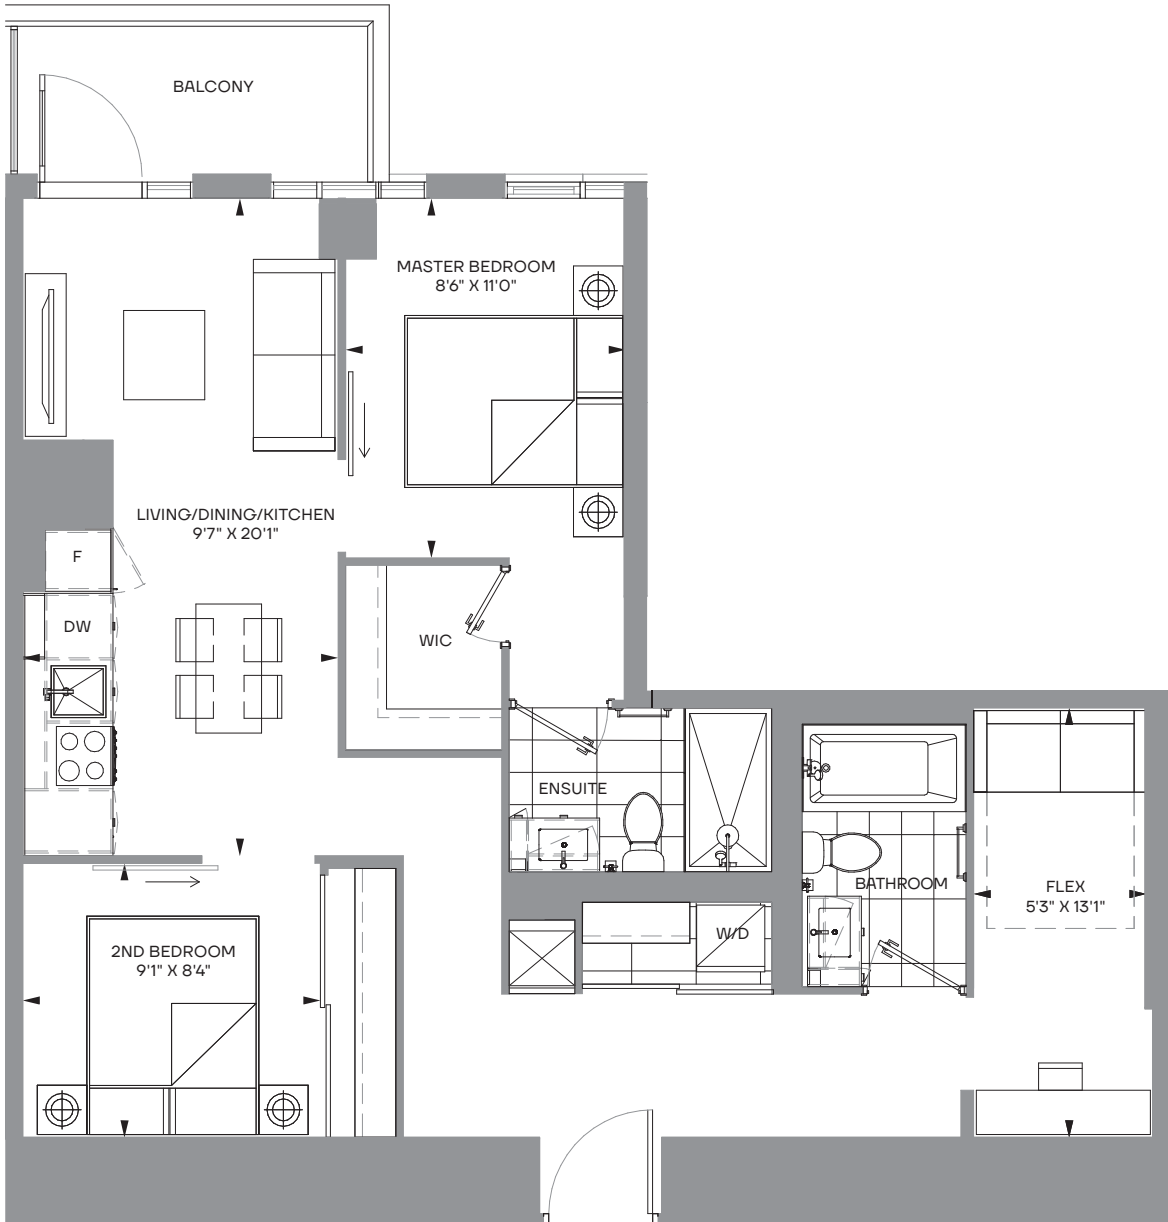 BALCONY
MASTER BEDROOM
8'6" X 11'0"
LIVING/DINING/KITCHEN
9'7" X 20'1"
F
DW
WIC
ENSUITE
BATHROOM
FLEX
5'3" X 13'1"
W/D
2ND BEDROOM
9'1" X 8'4"